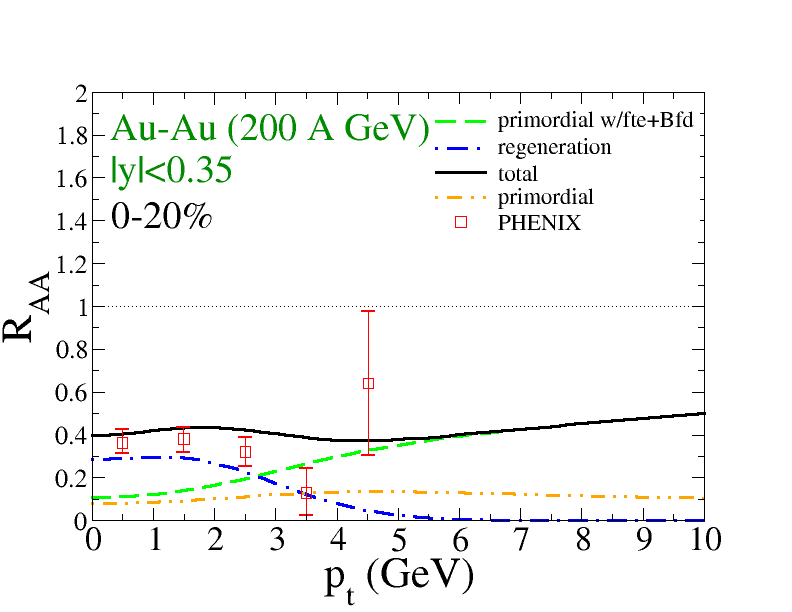 2
1.8
1.6
1.4
1.2
1
0.8
0.6
0.4
0.2
0
R_AA
Au-Au (200 A GeV)
|y|<0.35
0-20%
primordial w/fte+Bfd
regeneration
total
primordial
PHENIX
0 1 2 3 4 5 6 7 8 9 10
p_t (GeV)